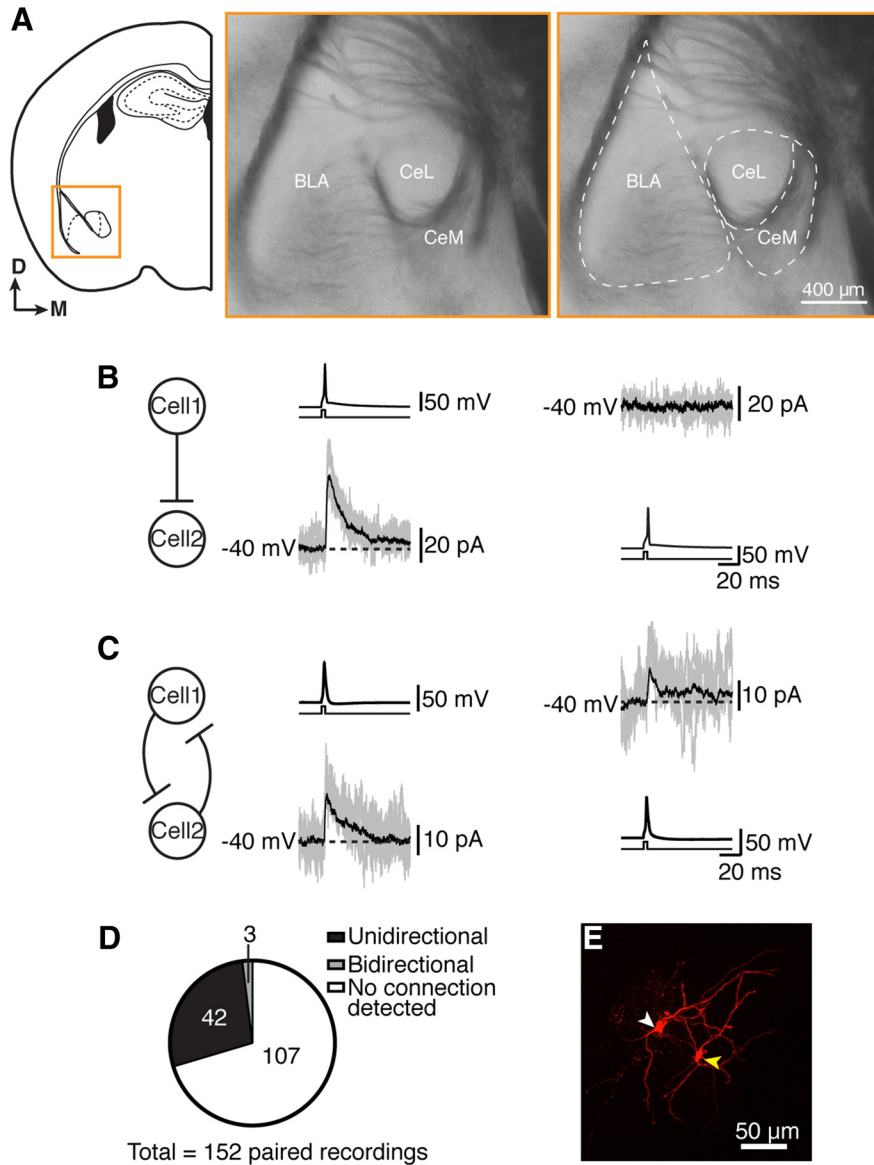 A
D
M
BLA
CeL
CeM
BLA
CeL
CeM
400 µm
B
Cell1
Cell2
50 mV
-40 mV
20 pA
-40 mV
20 pA
50 mV
20 ms
C
Cell1
Cell2
50 mV
-40 mV
10 pA
-40 mV
10 pA
50 mV
20 ms
D
3
42
107
Unidirectional
Bidirectional
No connection
detected
Total = 152 paired recordings
E
50 µm